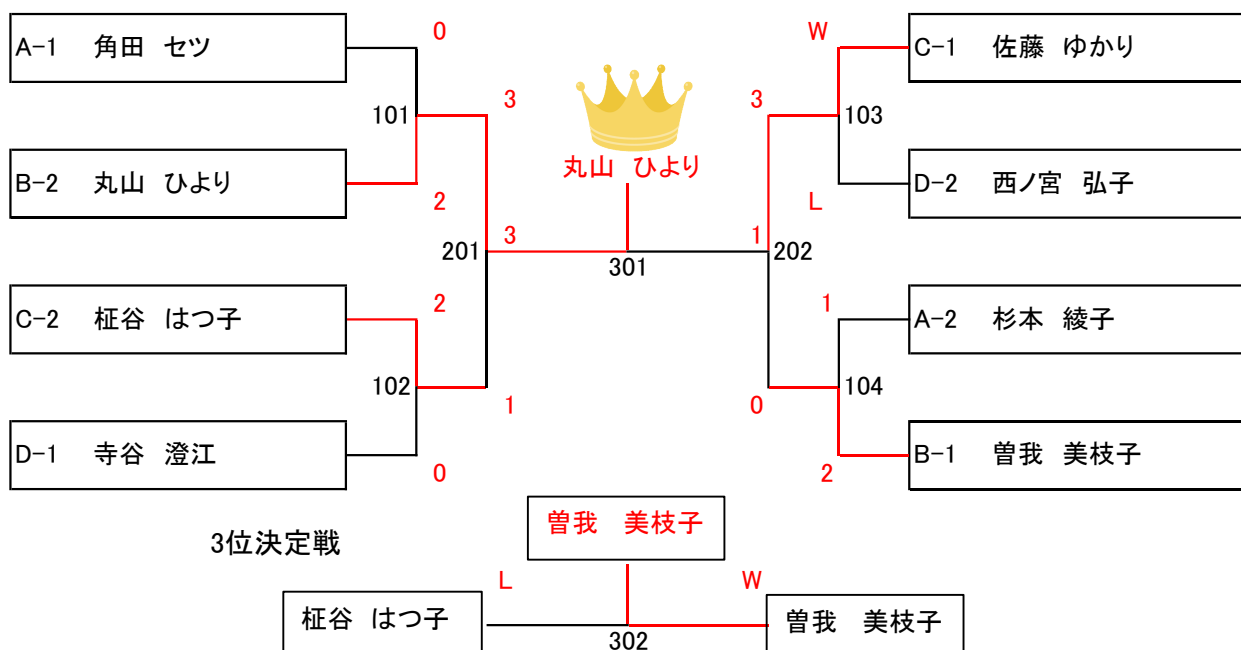 A-1 角田 セツ
0
101
B-2 丸山 ひより
2
3
201
3
C-2 柾谷 はつ子
2
102
1
D-1 寺谷 澄江
0
丸山 ひより
301
W
C-1 佐藤 ゆかり
3
103
D-2 西ノ宮 弘子
L
1
202
1
A-2 杉本 綾子
104
0
B-1 曽我 美枝子
2
3位決定戦
曽我 美枝子
L
W
柾谷 はつ子
302
曽我 美枝子